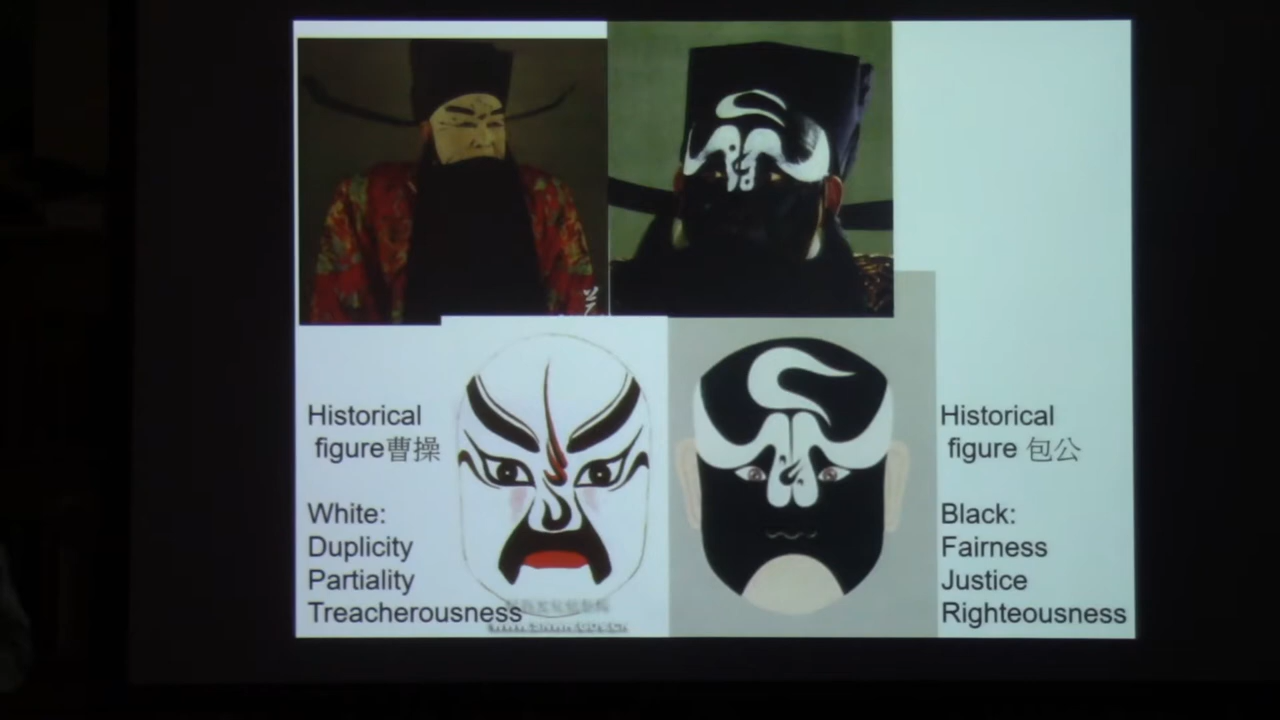 Historical
figure曹操
White:
Duplicity
Partiality
Treacherousness
Historical
figure 包公
Black:
Fairness
Justice
Righteousness